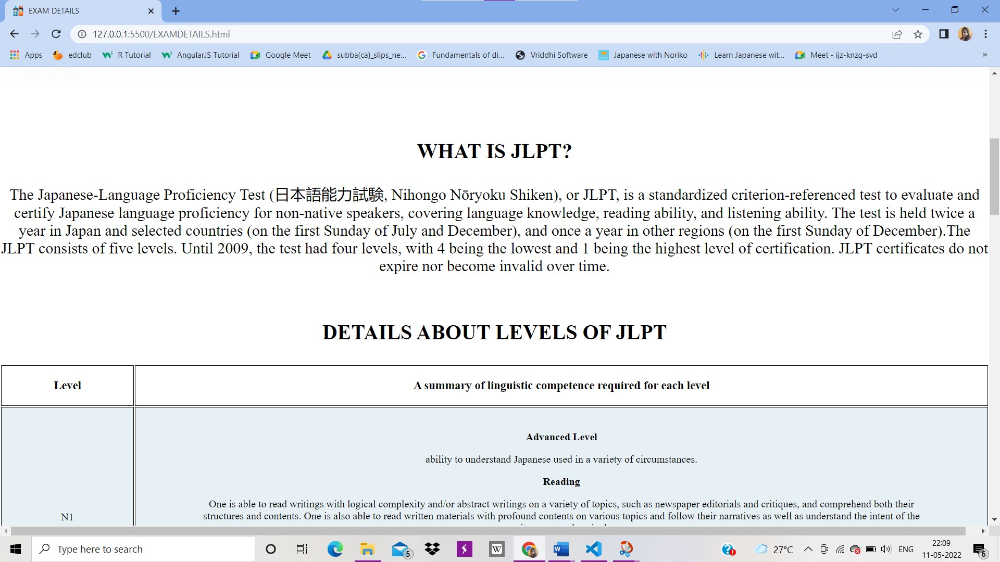 EXAM DETAILS
127.0.0.1:5500/EXAMDETAILS.html
Apps edclub R Tutorial AngularJS Tutorial Google Meet subba(ca)_slips_ne... Fundamentals of di... Vriddhi Software Japanese with Noriko Learn Japanese wit... Meet - ijz-knzg-svd »
WHAT IS JLPT?
The Japanese-Language Proficiency Test (日本語能力試験, Nihongo Nōryoku Shiken), or JLPT, is a standardized criterion-referenced test to evaluate and
certify Japanese language proficiency for non-native speakers, covering language knowledge, reading ability, and listening ability. The test is held twice a
year in Japan and selected countries (on the first Sunday of July and December), and once a year in other regions (on the first Sunday of December).The
JLPT consists of five levels. Until 2009, the test had four levels, with 4 being the lowest and 1 being the highest level of certification. JLPT certificates do not
expire nor become invalid over time.
DETAILS ABOUT LEVELS OF JLPT
Level A summary of linguistic competence required for each level
Advanced Level
ability to understand Japanese used in a variety of circumstances.
Reading
One is able to read writings with logical complexity and/or abstract writings on a variety of topics, such as newspaper editorials and critiques, and comprehend both their
N1 structures and contents. One is also able to read written materials with profound contents on various topics and follow their narratives as well as understand the intent of the
Type here to search 5 W 27°C ENG 22:09
11-05-2022 6